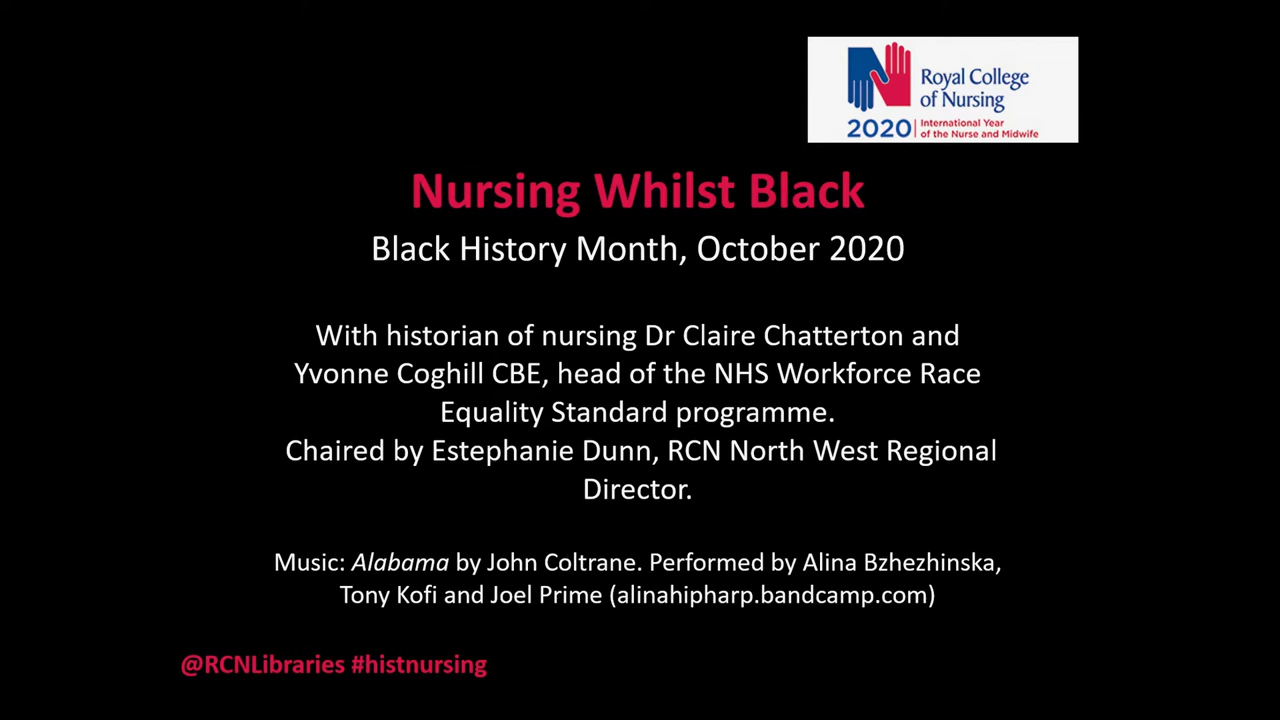 Royal College
of Nursing
2020 International Year
of the Nurse and Midwife
Nursing Whilst Black
Black History Month, October 2020
With historian of nursing Dr Claire Chatterton and
Yvonne Coghill CBE, head of the NHS Workforce Race
Equality Standard programme.
Chaired by Estephanie Dunn, RCN North West Regional
Director.
Music: Alabama by John Coltrane. Performed by Alina Bzhezhinska,
Tony Kofi and Joel Prime (alinahipharp.bandcamp.com)
@RCNLibraries #histnursing